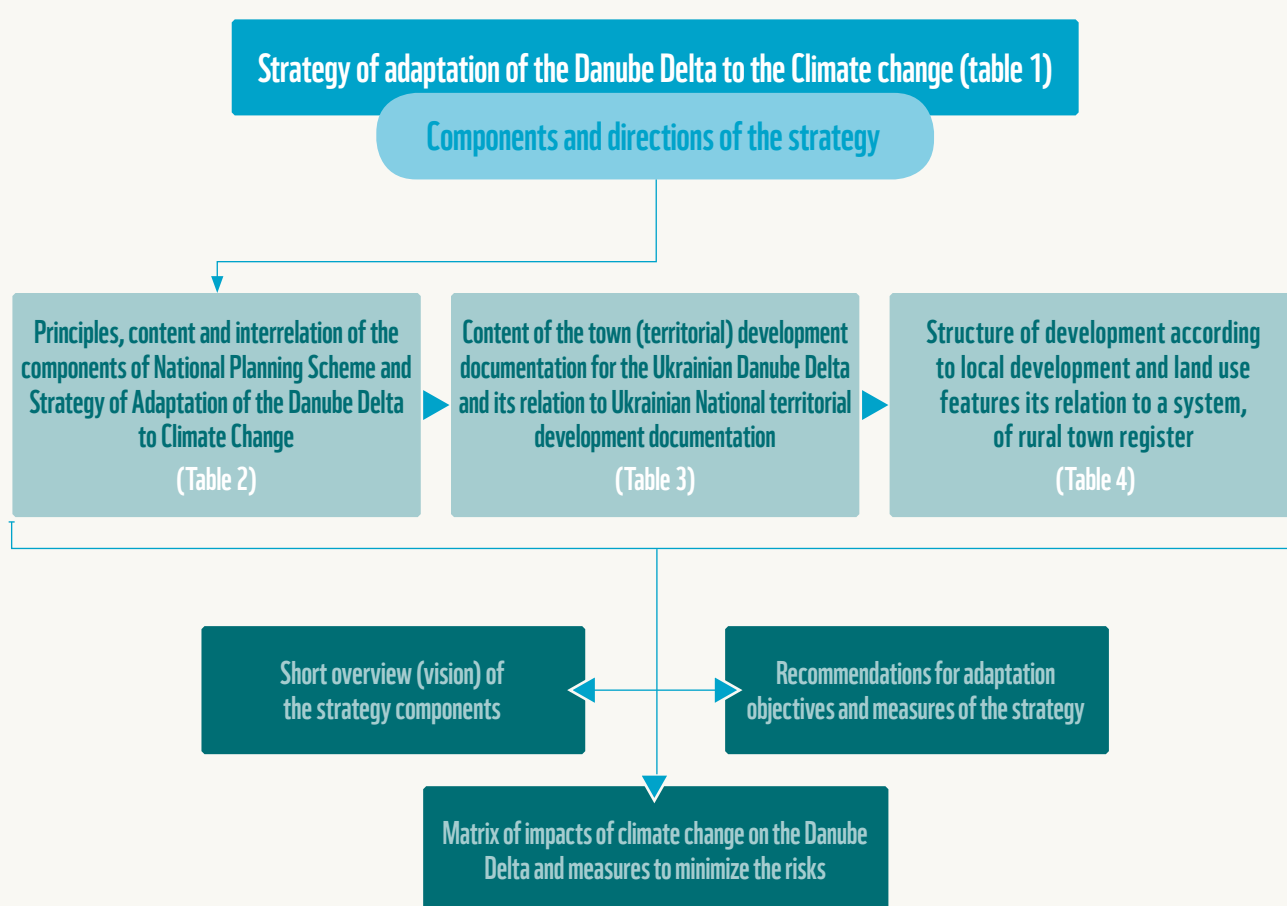 Strategy of adaptation of the Danube Delta to the Climate change (table 1)
Components and directions of the strategy
Principles, content and interrelation of the
components of National Planning Scheme and
Strategy of Adaptation of the Danube Delta
to Climate Change
(Table 2)
Content of the town (territorial) development
documentation for the Ukrainian Danube Delta
and its relation to Ukrainian National territorial
development documentation
(Table 3)
Structure of development according
to local development and land use
features its relation to a system,
of rural town register
(Table 4)
Short overview (vision) of
the strategy components
Recommendations for adaptation
objectives and measures of the strategy
Matrix of impacts of climate change on the Danube
Delta and measures to minimize the risks